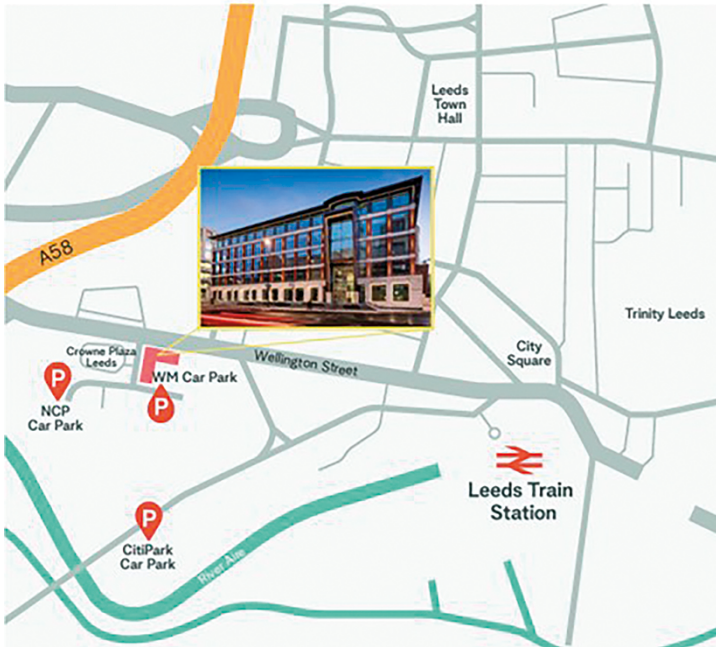 Leeds
Town
Hall
A58
Trinity Leeds
City
Square
Wellington Street
Crowne Plaza
Leeds
WM Car Park
P
P
NCP
Car Park
Leeds Train
Station
P
CitiPark
Car Park
River Aire